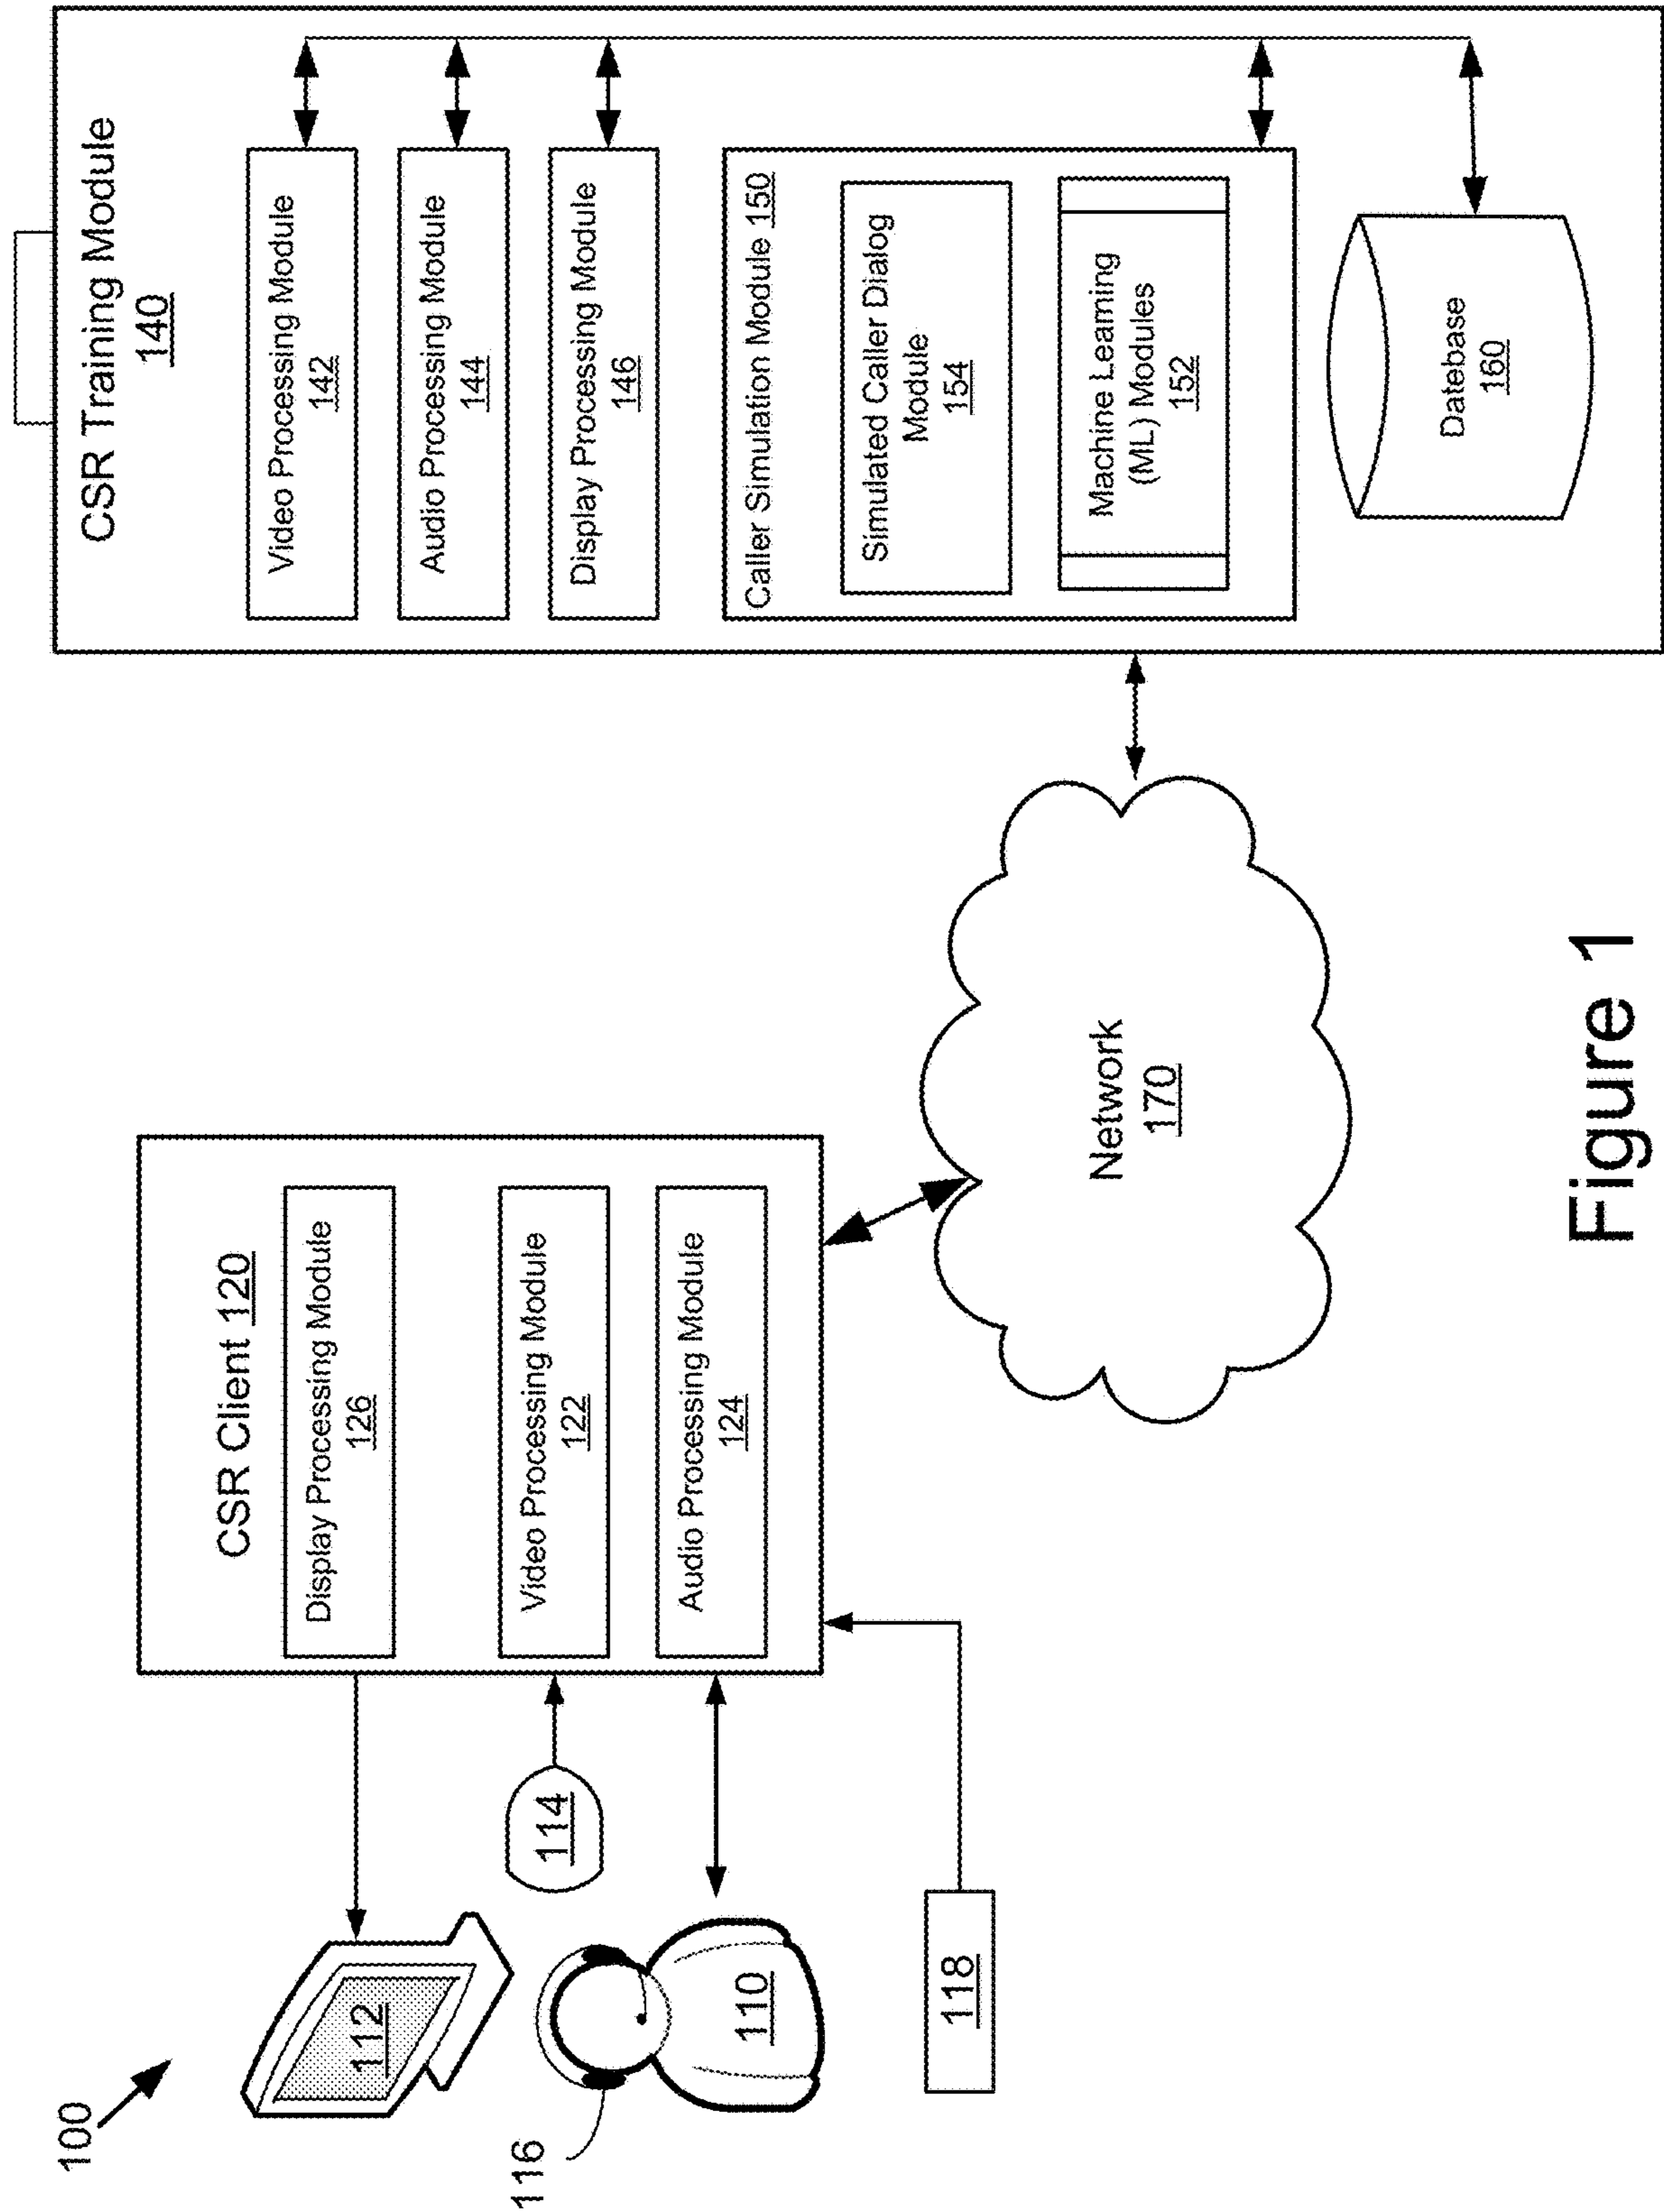 100
112
116
110
114
118
CSR Client 120
Display Processing Module
126
Video Processing Module
122
Audio Processing Module
124
Network
170
CSR Training Module
140
Video Processing Module
142
Audio Processing Module
144
Display Processing Module
146
Caller Simulation Module 150
Simulated Caller Dialog
Module
154
Machine Learning
(ML) Modules
152
Datebase
160
Figure 1